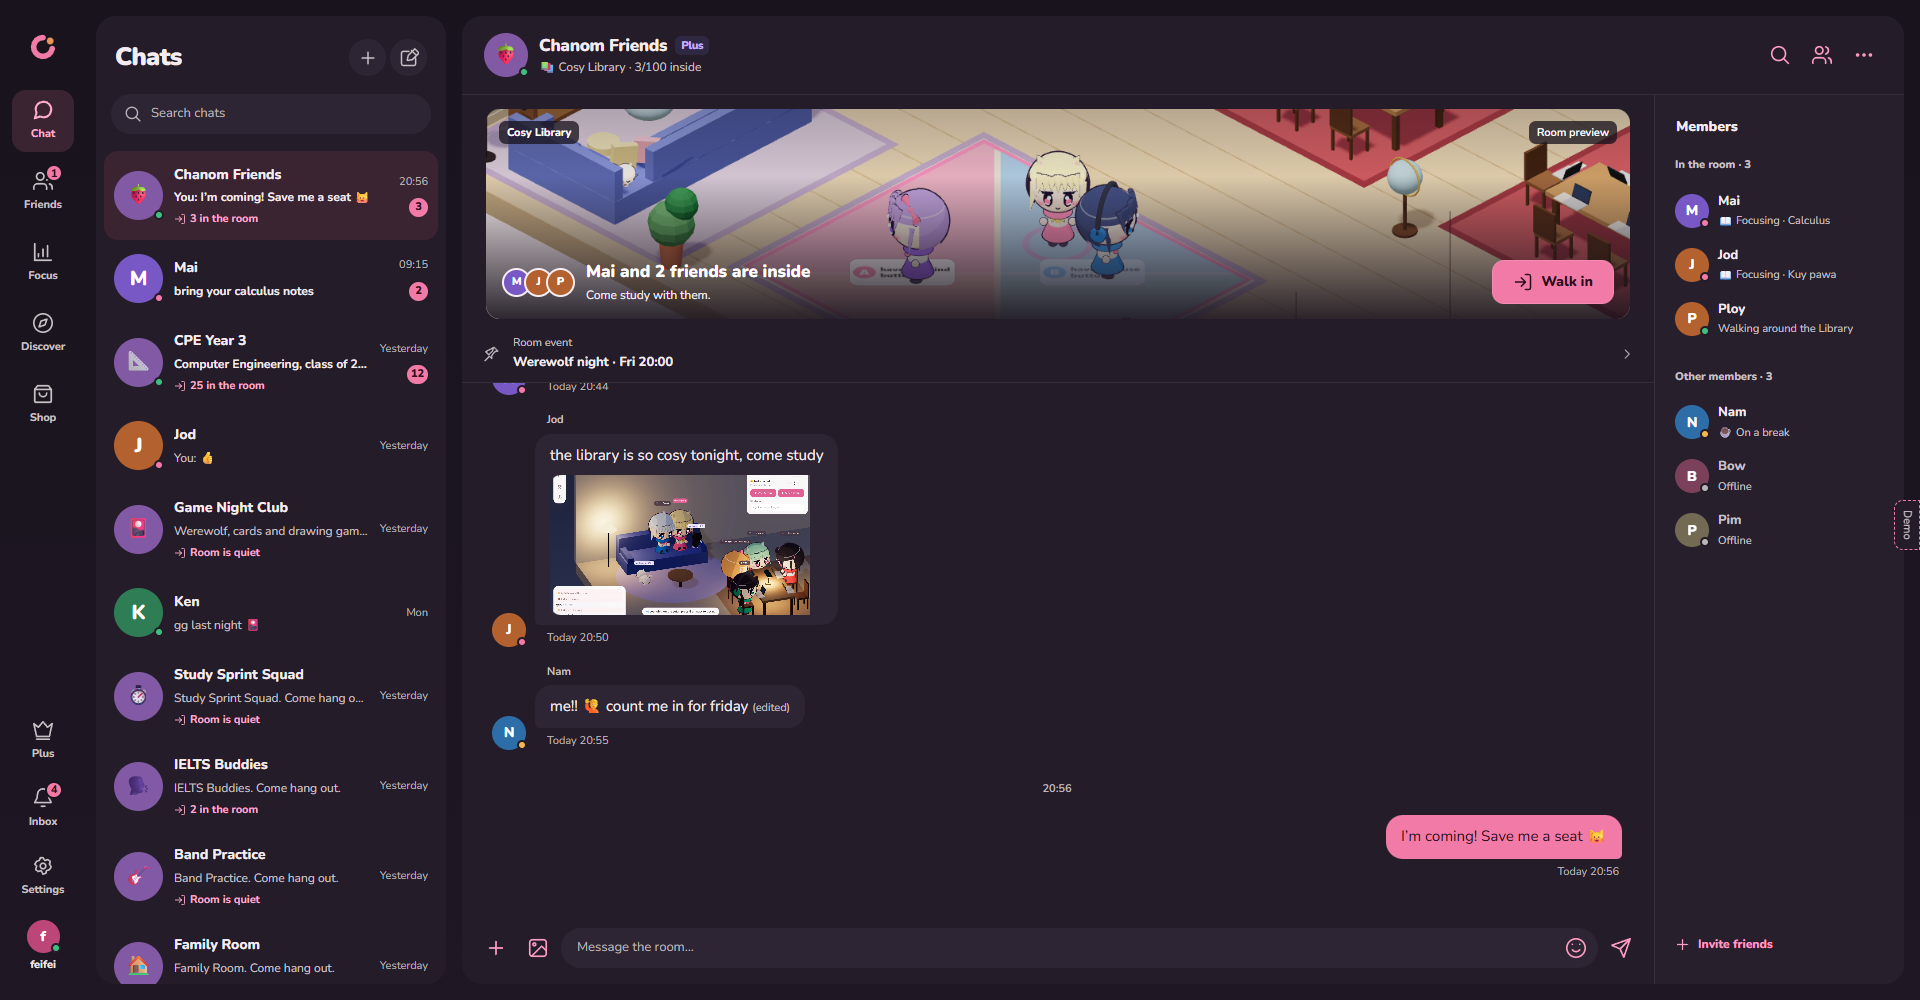 Chat
1
Friends
Focus
Discover
Shop
Plus
4
Inbox
Settings
f
feifei
Chats
Search chats
Chanom Friends
20:56
You: I'm coming! Save me a seat 😺
3
3 in the room
M
Mai
09:15
bring your calculus notes
2
CPE Year 3
Yesterday
Computer Engineering, class of 2...
12
25 in the room
J
Jod
Yesterday
You: 👍
Game Night Club
Yesterday
Werewolf, cards and drawing gam...
Room is quiet
K
Ken
Mon
gg last night 🎴
Study Sprint Squad
Yesterday
Study Sprint Squad. Come hang o...
Room is quiet
IELTS Buddies
Yesterday
IELTS Buddies. Come hang out.
2 in the room
Band Practice
Yesterday
Band Practice. Come hang out.
Room is quiet
Family Room
Yesterday
Family Room. Come hang out.
Chanom Friends Plus
Cosy Library · 3/100 inside
Cosy Library
Room preview
M J P
Mai and 2 friends are inside
Come study with them.
Walk in
Room event
Werewolf night · Fri 20:00
Today 20:44
Jod
the library is so cosy tonight, come study
J
Today 20:50
Nam
me!! 🙋 count me in for friday (edited)
N
Today 20:55
20:56
I'm coming! Save me a seat 😺
Today 20:56
Message the room...
Members
In the room · 3
M
Mai
Focusing · Calculus
J
Jod
Focusing · Kuy pawa
P
Ploy
Walking around the Library
Other members · 3
N
Nam
On a break
B
Bow
Offline
P
Pim
Offline
Invite friends
Demo